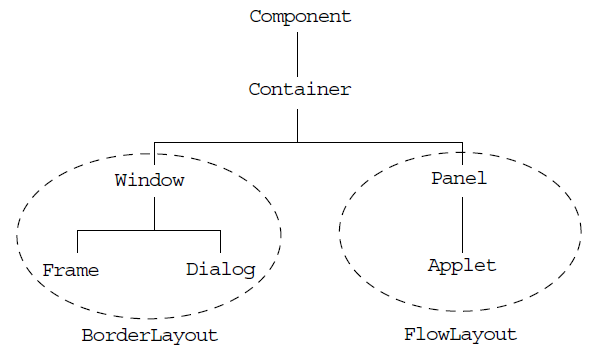 Component
Container
Window
Panel
Frame
Dialog
Applet
BorderLayout
FlowLayout